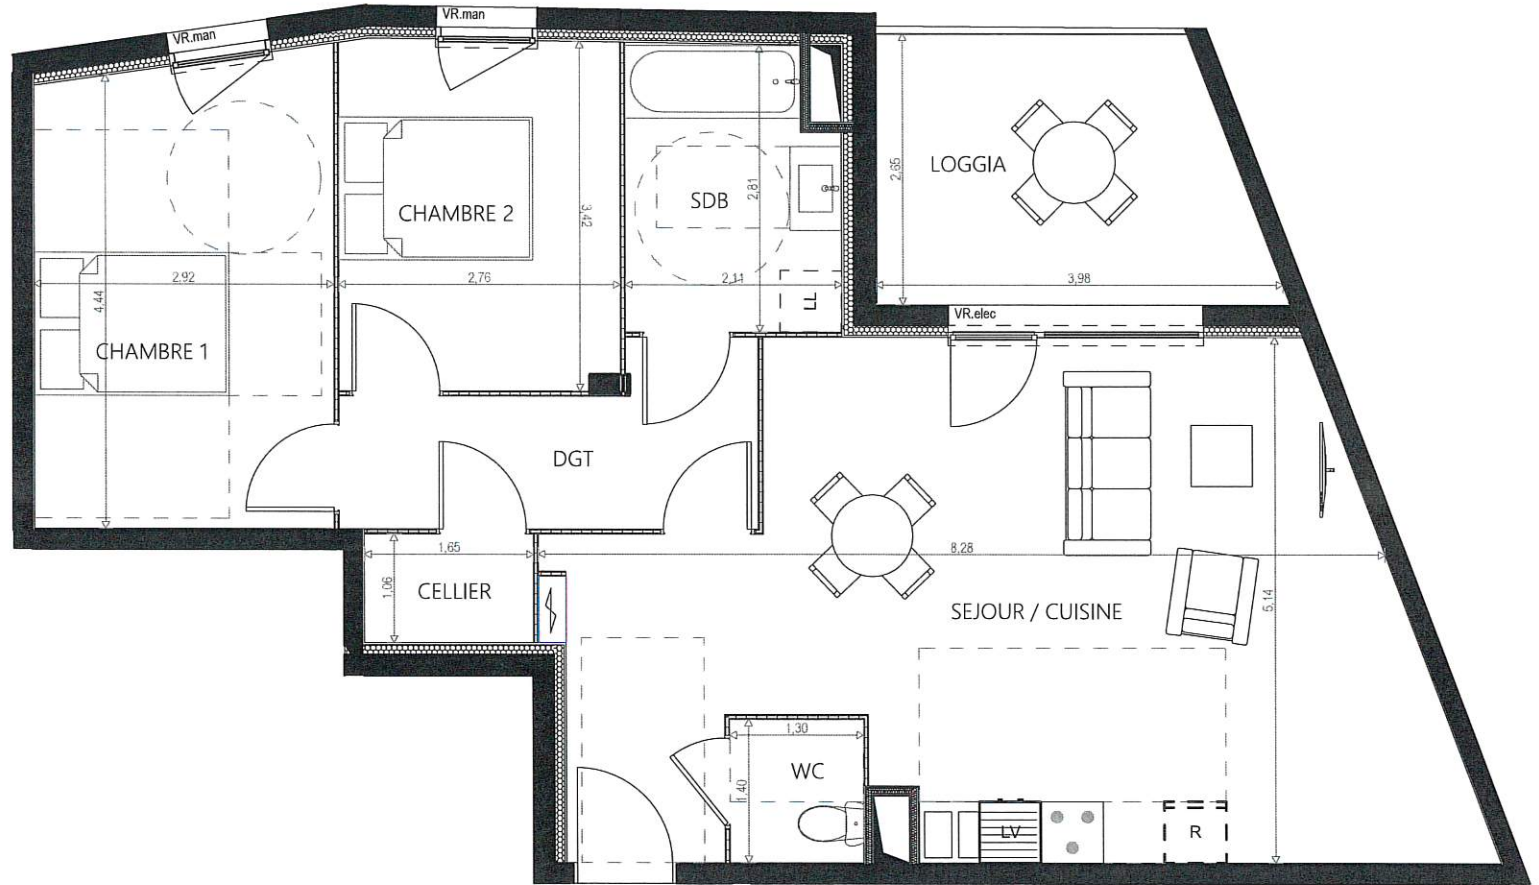 VR.man
VR.man
LOGGIA
2,65
3,98
CHAMBRE 2
3,42
2,76
SDB
2,81
2,11
LL
2,92
4,44
CHAMBRE 1
VR.elec
DGT
1,65
1,06
CELLIER
8,28
5,14
SEJOUR / CUISINE
1,30
WC
1,40
LV
R